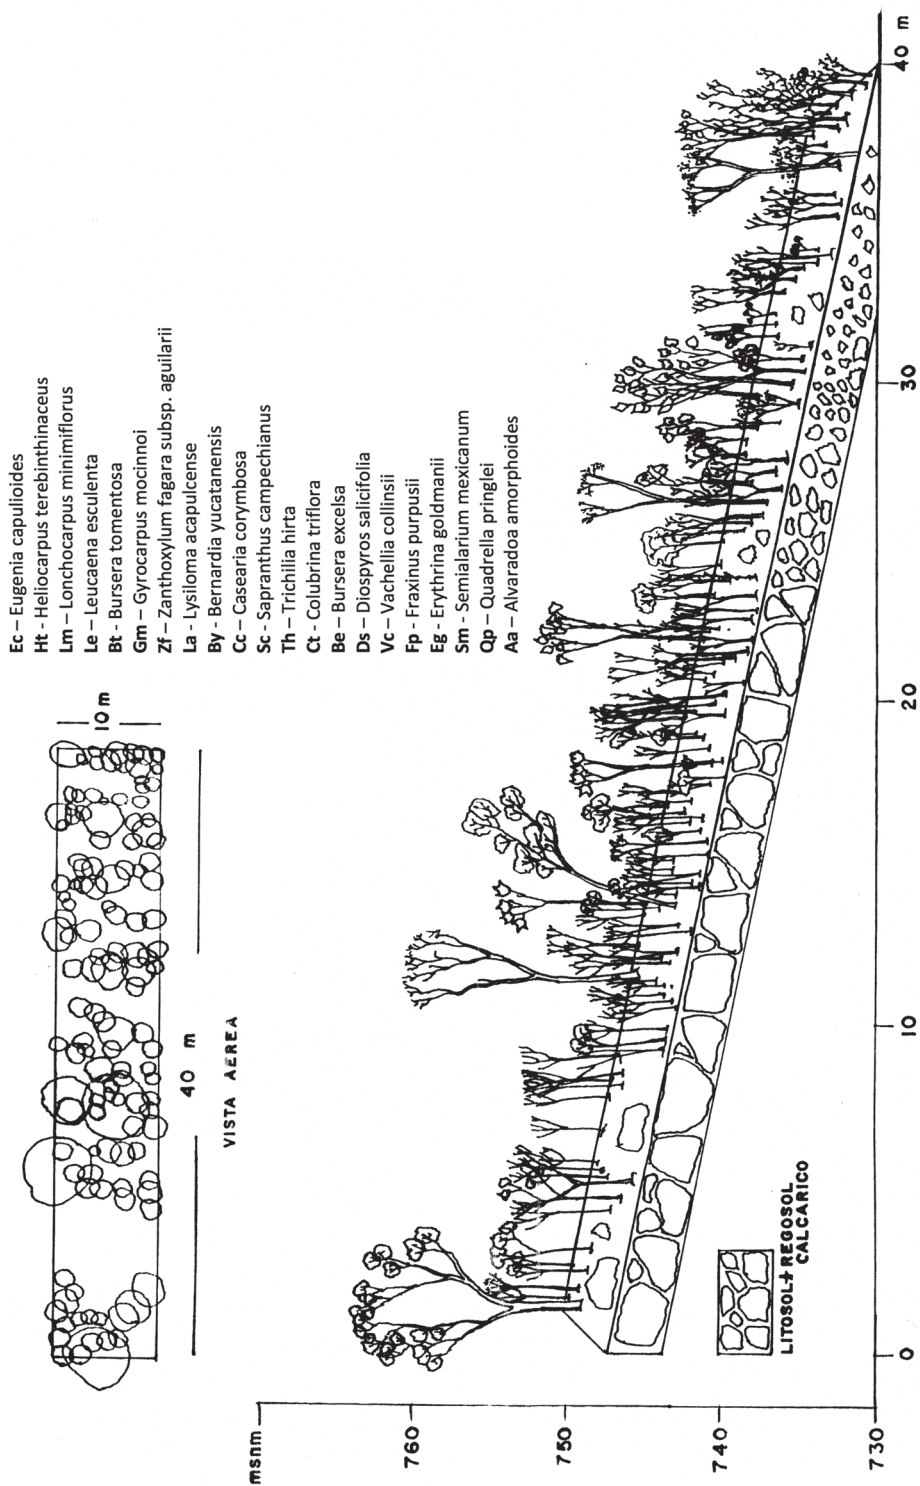 10 m
40 m
VISTA AEREA
Ec – Eugenia capulioides
Ht - Heliocarpus terebinthinaceus
Lm – Lonchocarpus minimiflorus
Le – Leucaena esculenta
Bt - Bursera tomentosa
Gm – Gyrocarpus mocinnoi
Zf – Zanthoxylum fagara subsp. aguilarii
La - Lysiloma acapulcense
By - Bernardia yucatanensis
Cc – Casearia corymbosa
Sc - Sapranthus campechianus
Th – Trichilia hirta
Ct - Colubrina triflora
Be – Bursera excelsa
Ds – Diospyros salicifolia
Vc – Vachellia collinsii
Fp - Fraxinus purpusii
Eg - Erythrina goldmanii
Sm - Semialarium mexicanum
Qp – Quadrella pringlei
Aa – Alvaradoa amorphoides
msnm
760
750
740
730
LITOSOL+REGOSOL
CALCARICO
0
10
20
30
40 m